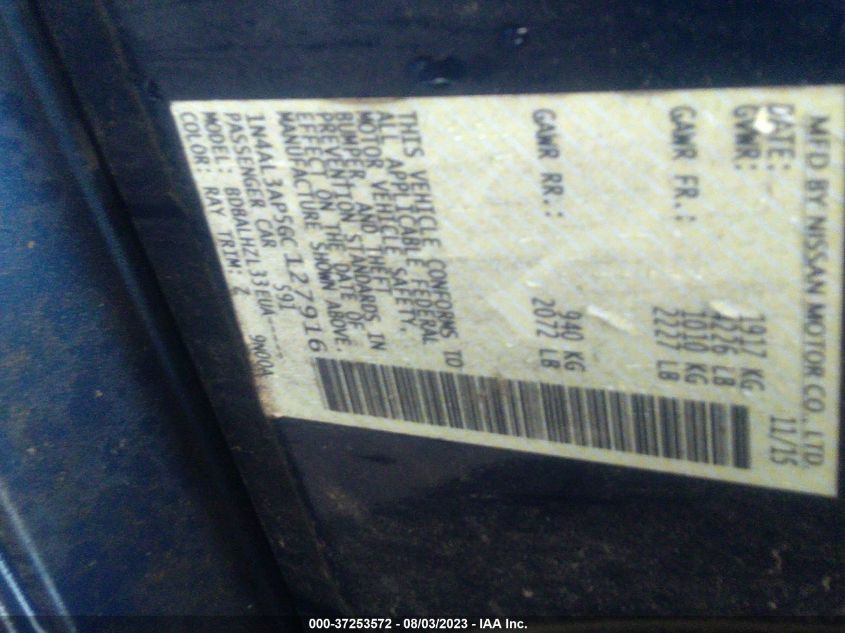 MFD BY NISSAN MOTOR CO., LTD.
DATE: 11/15
GVWR: 1917 KG
4226 LB
GAWR FR.: 1010 KG
2227 LB
GAWR RR.: 940 KG
2072 LB
THIS VEHICLE CONFORMS TO
ALL APPLICABLE FEDERAL
MOTOR VEHICLE SAFETY,
BUMPER, AND THEFT
PREVENTION STANDARDS IN
EFFECT ON THE DATE OF
MANUFACTURE SHOWN ABOVE.
1N4AL3AP5GC127916
PASSENGER CAR S91
MODEL: BDBALHZL33EUA---- 9N00A
COLOR: RAY TRIM: Z
000-37253572 - 08/03/2023 - IAA Inc.